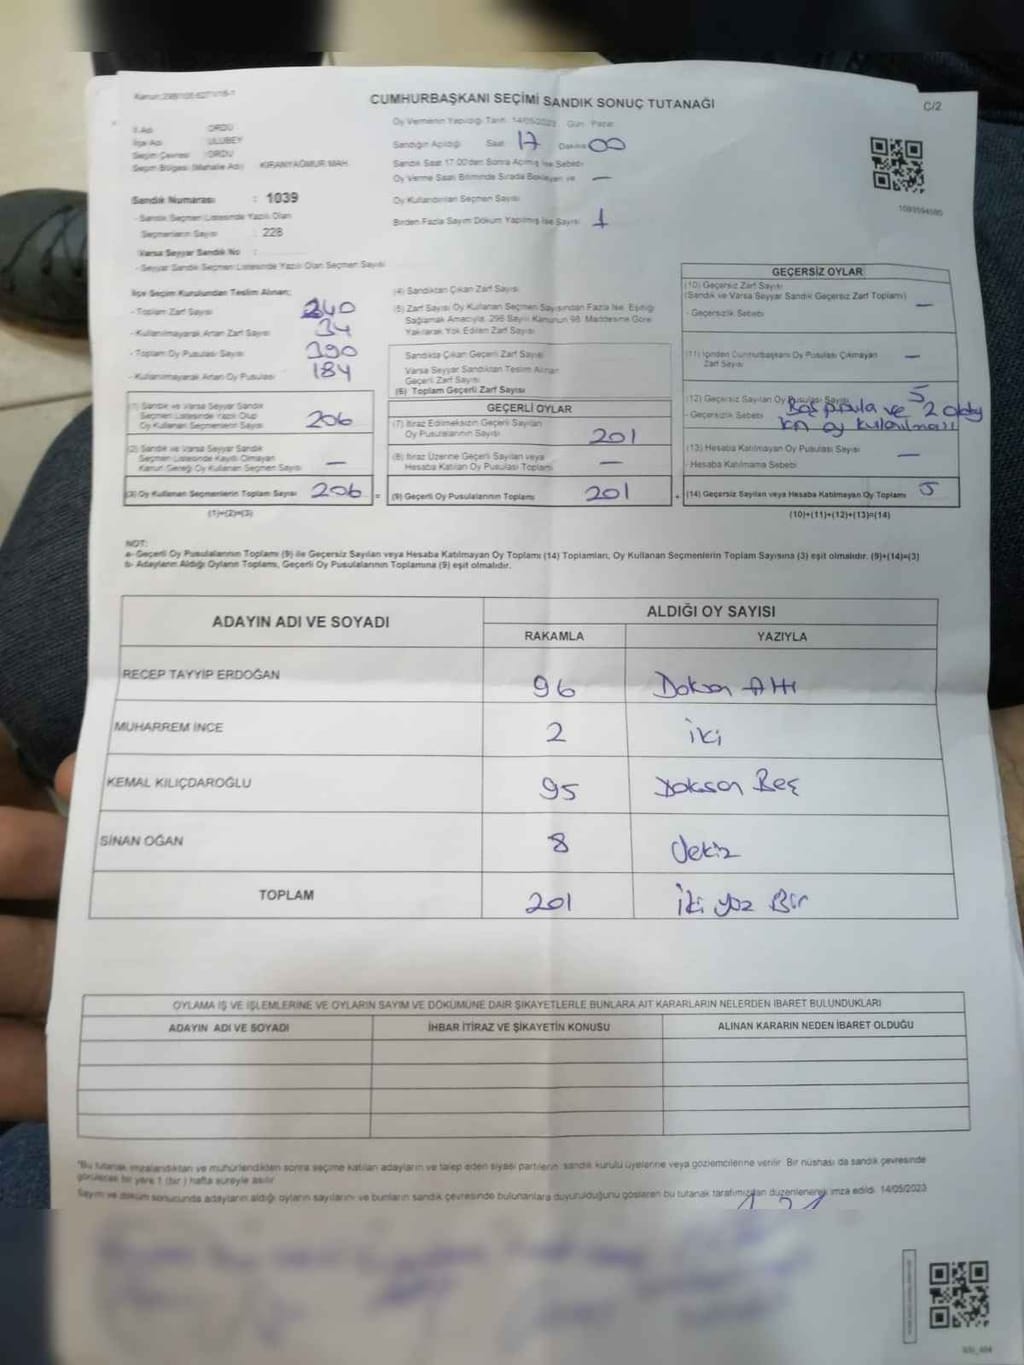 Kanun:298/105 6271/18-1
CUMHURBAŞKANI SEÇİMİ SANDIK SONUÇ TUTANAĞI
C/2
İl Adı : ORDU
İlçe Adı : ULUBEY
Seçim Çevresi : ORDU
Seçim Bölgesi (Mahalle Adı) : KIRANYAĞMUR MAH.
Sandık Numarası : 1039
- Sandık Seçmen Listesinde Yazılı Olan
Seçmenlerin Sayısı : 228
Varsa Seyyar Sandık No :
- Seyyar Sandık Seçmen Listesinde Yazılı Olan Seçmen Sayısı
Oy Vermenin Yapıldığı Tarih: 14/05/2023 Gün: Pazar
Sandığın Açıldığı Saat 17 Dakika 00
Sandık Saat 17:00'den Sonra Açılmış İse Sebebi
Oy Verme Saati Bitiminde Sırada Bekleyen ve —
Oy Kullandırılan Seçmen Sayısı
Birden Fazla Sayım Döküm Yapılmış İse Sayısı 1
İlçe Seçim Kurulundan Teslim Alınan;
- Toplam Zarf Sayısı 240
- Kullanılmayarak Artan Zarf Sayısı 34
- Toplam Oy Pusulası Sayısı 390
- Kullanılmayarak Artan Oy Pusulası 184
(1) Sandık ve Varsa Seyyar Sandık
Seçmen Listesinde Yazılı Olup
Oy Kullanan Seçmenlerin Sayısı 206
(2) Sandık ve Varsa Seyyar Sandık
Seçmen Listesinde Kayıtlı Olmayan
Kanun Gereği Oy Kullanan Seçmen Sayısı —
(3) Oy Kullanan Seçmenlerin Toplam Sayısı 206 =
(1)+(2)=(3)
(4) Sandıktan Çıkan Zarf Sayısı
(5) Zarf Sayısı Oy Kullanan Seçmen Sayısından Fazla İse, Eşitliği
Sağlamak Amacıyla, 298 Sayılı Kanunun 98. Maddesine Göre
Yakılarak Yok Edilen Zarf Sayısı
Sandıkta Çıkan Geçerli Zarf Sayısı
Varsa Seyyar Sandıktan Teslim Alınan
Geçerli Zarf Sayısı
(6) Toplam Geçerli Zarf Sayısı
GEÇERLİ OYLAR
(7) İtiraz Edilmeksizin Geçerli Sayılan
Oy Pusulalarının Sayısı 201
(8) İtiraz Üzerine Geçerli Sayılan veya
Hesaba Katılan Oy Pusulası Toplamı —
(9) Geçerli Oy Pusulalarının Toplamı 201 +
GEÇERSİZ OYLAR
(10) Geçersiz Zarf Sayısı
(Sandık ve Varsa Seyyar Sandık Geçersiz Zarf Toplamı) —
- Geçersizlik Sebebi
(11) İçinden Cumhurbaşkanı Oy Pusulası Çıkmayan —
Zarf Sayısı
(12) Geçersiz Sayılan Oy Pusulası Sayısı 5
- Geçersizlik Sebebi Boş pusula ve 2 aday
için oy kullanılması
(13) Hesaba Katılmayan Oy Pusulası Sayısı —
- Hesaba Katılmama Sebebi
(14) Geçersiz Sayılan veya Hesaba Katılmayan Oy Toplamı 5
(10)+(11)+(12)+(13)=(14)
NOT:
a- Geçerli Oy Pusulalarının Toplamı (9) ile Geçersiz Sayılan veya Hesaba Katılmayan Oy Toplamı (14) Toplamları, Oy Kullanan Seçmenlerin Toplam Sayısına (3) eşit olmalıdır. (9)+(14)=(3)
b- Adayların Aldığı Oyların Toplamı, Geçerli Oy Pusulalarının Toplamına (9) eşit olmalıdır.
ADAYIN ADI VE SOYADI
ALDIĞI OY SAYISI
RAKAMLA
YAZIYLA
RECEP TAYYİP ERDOĞAN 96 Doksan Altı
MUHARREM İNCE 2 iki
KEMAL KILIÇDAROĞLU 95 Doksan Beş
SİNAN OĞAN 8 Sekiz
TOPLAM 201 İki yüz Bir
OYLAMA İŞ VE İŞLEMLERİNE VE OYLARIN SAYIM VE DÖKÜMÜNE DAİR ŞİKAYETLERLE BUNLARA AİT KARARLARIN NELERDEN İBARET BULUNDUKLARI
ADAYIN ADI VE SOYADI
İHBAR İTİRAZ VE ŞİKAYETİN KONUSU
ALINAN KARARIN NEDEN İBARET OLDUĞU
*Bu tutanak imzalandıktan ve mühürlendikten sonra seçime katılan adayların ve talep eden siyasi partilerin sandık kurulu üyelerine veya gözlemcilerine verilir. Bir nüshası da sandık çevresinde
görülecek bir yere 1 (bir) hafta süreyle asılır.
Sayım ve döküm sonucunda adayların aldığı oyların sayılarını ve bunların sandık çevresinde bulunanlara duyurulduğunu gösteren bu tutanak tarafımızdan düzenlenerek imza edildi. 14/05/2023